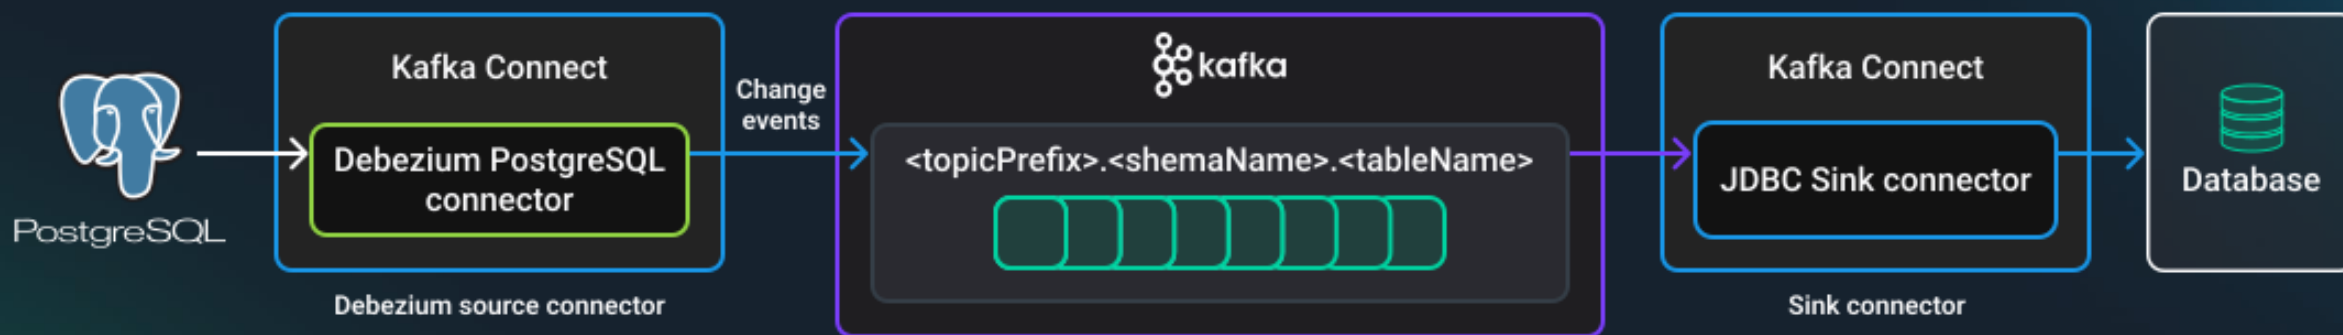 PostgreSQL
Kafka Connect
Debezium PostgreSQL
connector
Debezium source connector
Change
events
kafka
<topicPrefix>.<shemaName>.<tableName>
Kafka Connect
JDBC Sink connector
Sink connector
Database